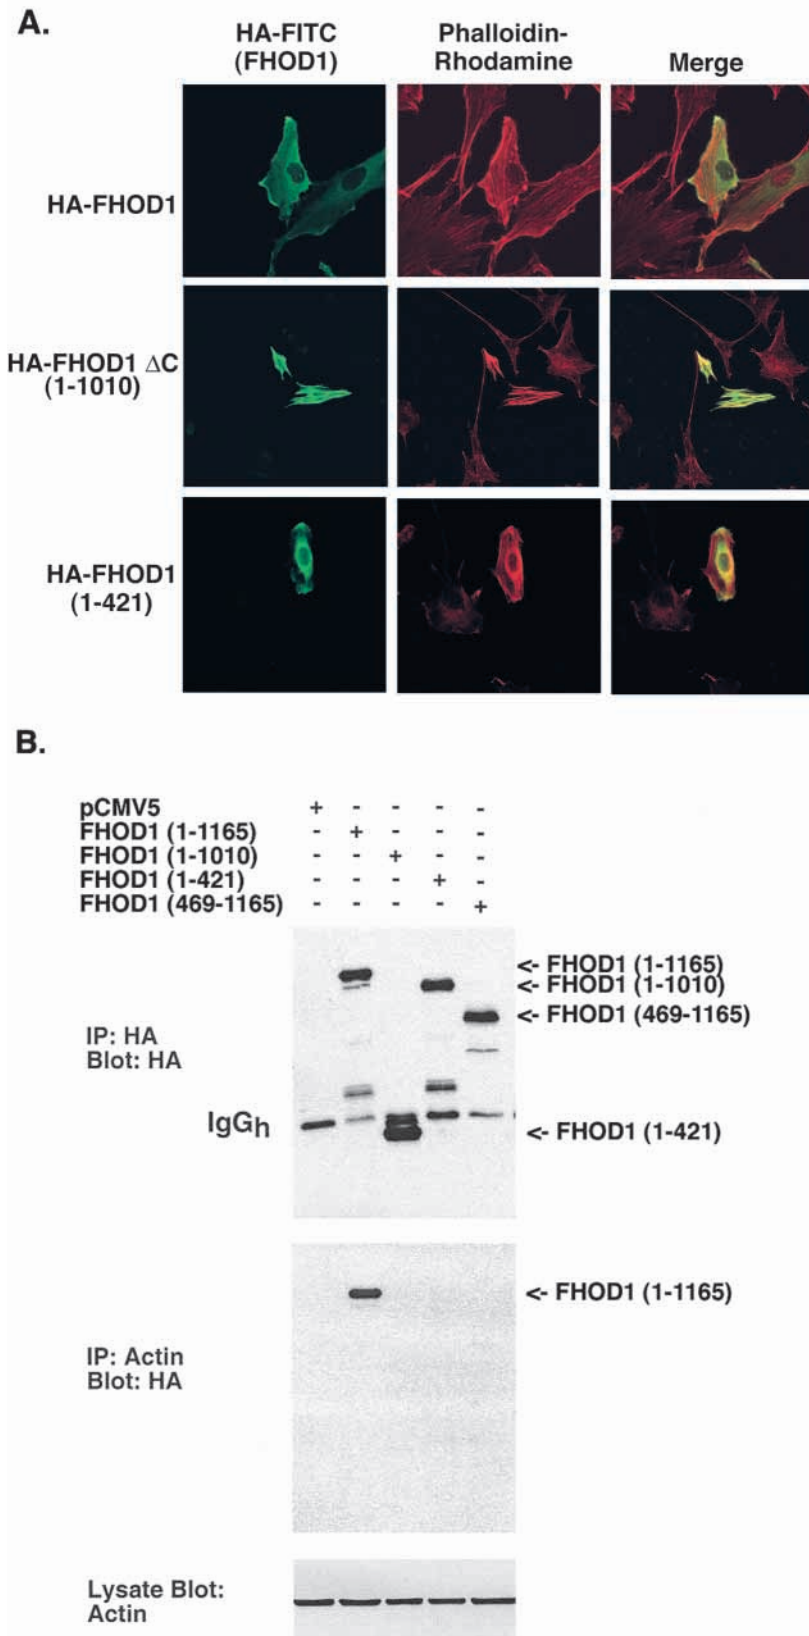 A.
HA-FITC
(FHOD1)
Phalloidin-
Rhodamine
Merge
HA-FHOD1
HA-FHOD1 ΔC
(1-1010)
HA-FHOD1
(1-421)
B.
pCMV5 + - - - -
FHOD1 (1-1165) - + - - -
FHOD1 (1-1010) - - + - -
FHOD1 (1-421) - - - + -
FHOD1 (469-1165) - - - - +
<- FHOD1 (1-1165)
<- FHOD1 (1-1010)
<- FHOD1 (469-1165)
IP: HA
Blot: HA
IgGh
<- FHOD1 (1-421)
<- FHOD1 (1-1165)
IP: Actin
Blot: HA
Lysate Blot:
Actin